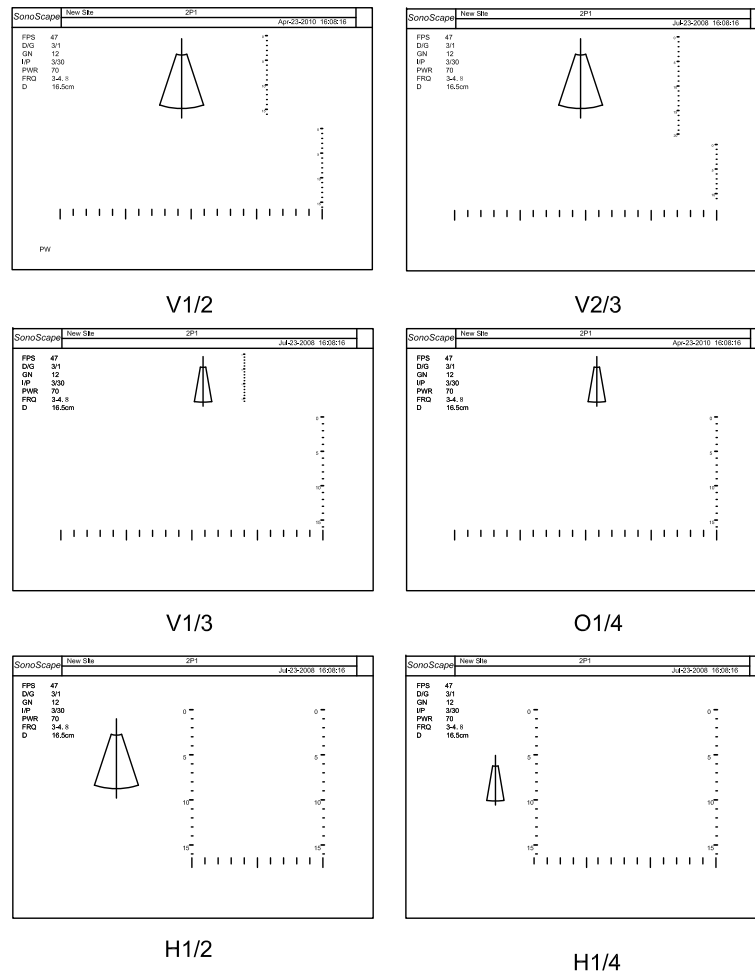 SonoScape New Site 2P1
Apr-23-2010 16:08:16
FPS 47
D/G 3/1
GN 12
I/P 3/30
PWR 70
FRQ 3-4.8
D 16.5cm
PW
V1/2
SonoScape New Site 2P1
Jul-23-2008 16:08:16
FPS 47
D/G 3/1
GN 12
I/P 3/30
PWR 70
FRQ 3-4.8
D 16.5cm
V2/3
SonoScape New Site 2P1
Jul-23-2008 16:08:16
FPS 47
D/G 3/1
GN 12
I/P 3/30
PWR 70
FRQ 3-4.8
D 16.5cm
0
5
10
15
V1/3
SonoScape New Site 2P1
Apr-23-2010 16:08:16
FPS 47
D/G 3/1
GN 12
I/P 3/30
PWR 70
FRQ 3-4.8
D 16.5cm
0
5
10
15
O1/4
SonoScape New Site 2P1
Jul-23-2008 16:08:16
FPS 47
D/G 3/1
GN 12
I/P 3/30
PWR 70
FRQ 3-4.8
D 16.5cm
0 0
5 5
10 10
15 15
H1/2
SonoScape New Site 2P1
Jul-23-2008 16:08:16
FPS 47
D/G 3/1
GN 12
I/P 3/30
PWR 70
FRQ 3-4.8
D 16.5cm
0 0
5 5
10 10
15 15
H1/4